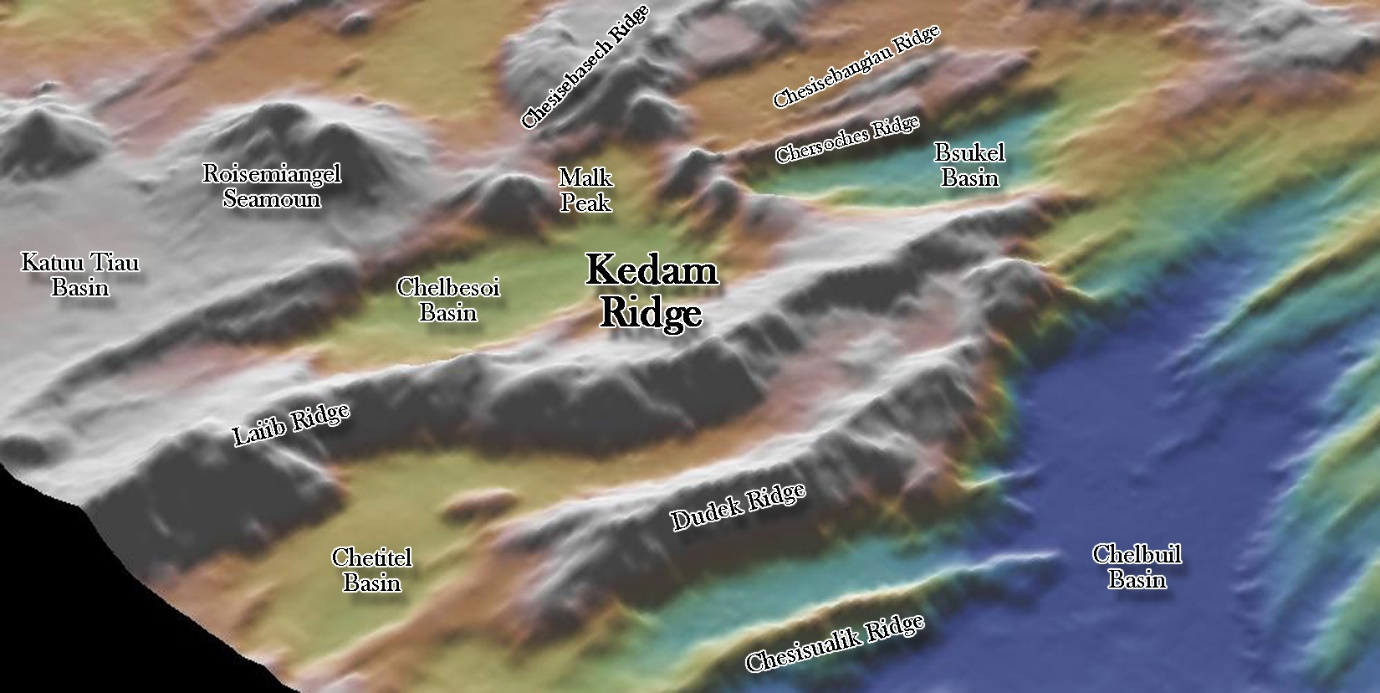 Chesisebasech Ridge
Chesisebangiau Ridge
Chersoches Ridge
Bsukel
Basin
Roisemiangel
Seamoun
Malk
Peak
Katuu Tiau
Basin
Chelbesoi
Basin
Kedam
Ridge
Laiib Ridge
Dudek Ridge
Chetitel
Basin
Chelbuil
Basin
Chesisualik Ridge